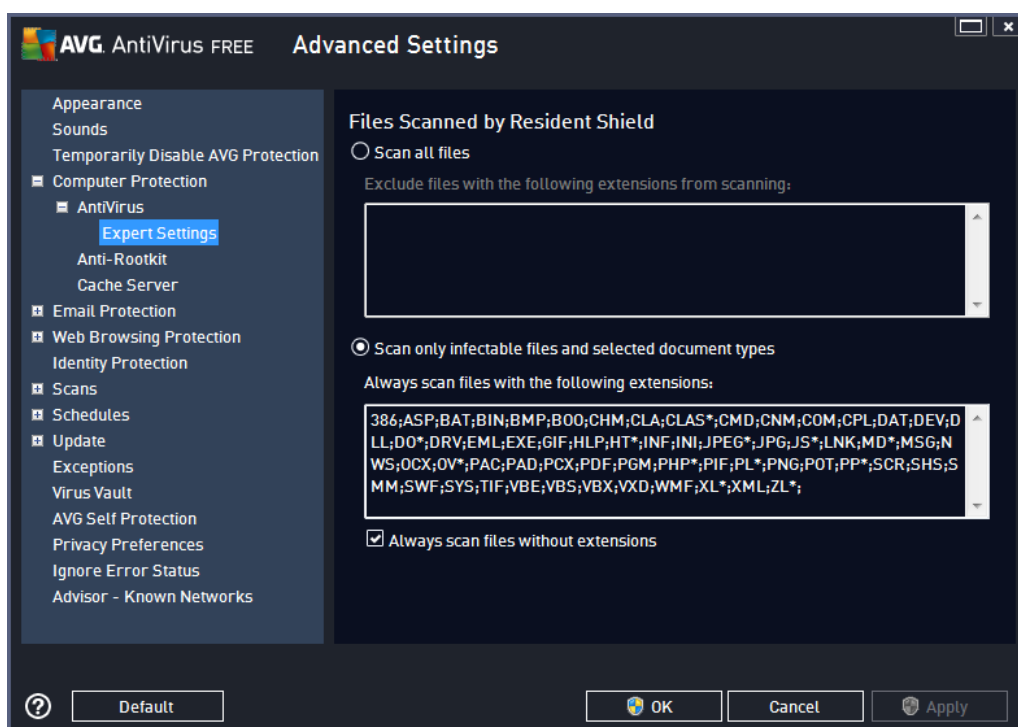 AVG. AntiVirus FREE Advanced Settings
Appearance
Sounds
Temporarily Disable AVG Protection
Computer Protection
AntiVirus
Expert Settings
Anti-Rootkit
Cache Server
Email Protection
Web Browsing Protection
Identity Protection
Scans
Schedules
Update
Exceptions
Virus Vault
AVG Self Protection
Privacy Preferences
Ignore Error Status
Advisor - Known Networks
Files Scanned by Resident Shield
Scan all files
Exclude files with the following extensions from scanning:
Scan only infectable files and selected document types
Always scan files with the following extensions:
386;ASP;BAT;BIN;BMP;BOO;CHM;CLA;CLAS*;CMD;CNM;COM;CPL;DAT;DEV;D
LL;DO*;DRV;EML;EXE;GIF;HLP;HT*;INF;INI;JPEG*;JPG;JS*;LNK;MD*;MSG;N
WS;OCX;OV*;PAC;PAD;PCX;PDF;PGM;PHP*;PIF;PL*;PNG;POT;PP*;SCR;SHS;S
MM;SWF;SYS;TIF;VBE;VBS;VBX;VXD;WMF;XL*;XML;ZL*;
Always scan files without extensions
Default
OK
Cancel
Apply